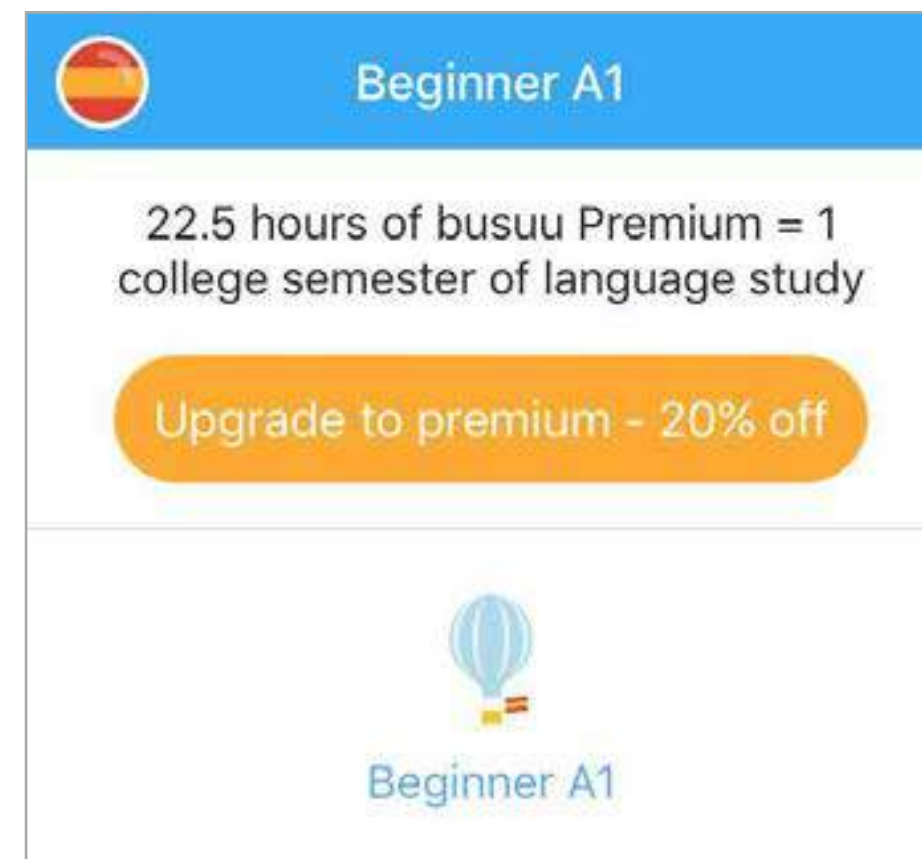 Beginner A1
22.5 hours of busuu Premium = 1
college semester of language study
Upgrade to premium - 20% off
Beginner A1